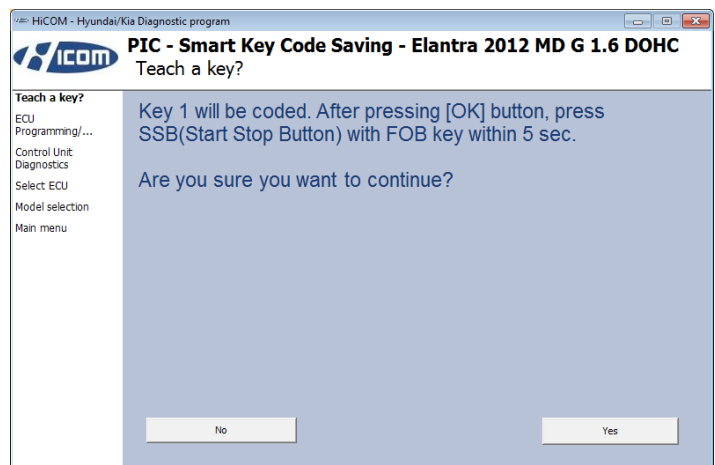 HiCOM - Hyundai/Kia Diagnostic program
Hicom
PIC - Smart Key Code Saving - Elantra 2012 MD G 1.6 DOHC
Teach a key?
Teach a key?
ECU
Programming/...
Control Unit
Diagnostics
Select ECU
Model selection
Main menu
Key 1 will be coded. After pressing [OK] button, press
SSB(Start Stop Button) with FOB key within 5 sec.
Are you sure you want to continue?
No
Yes